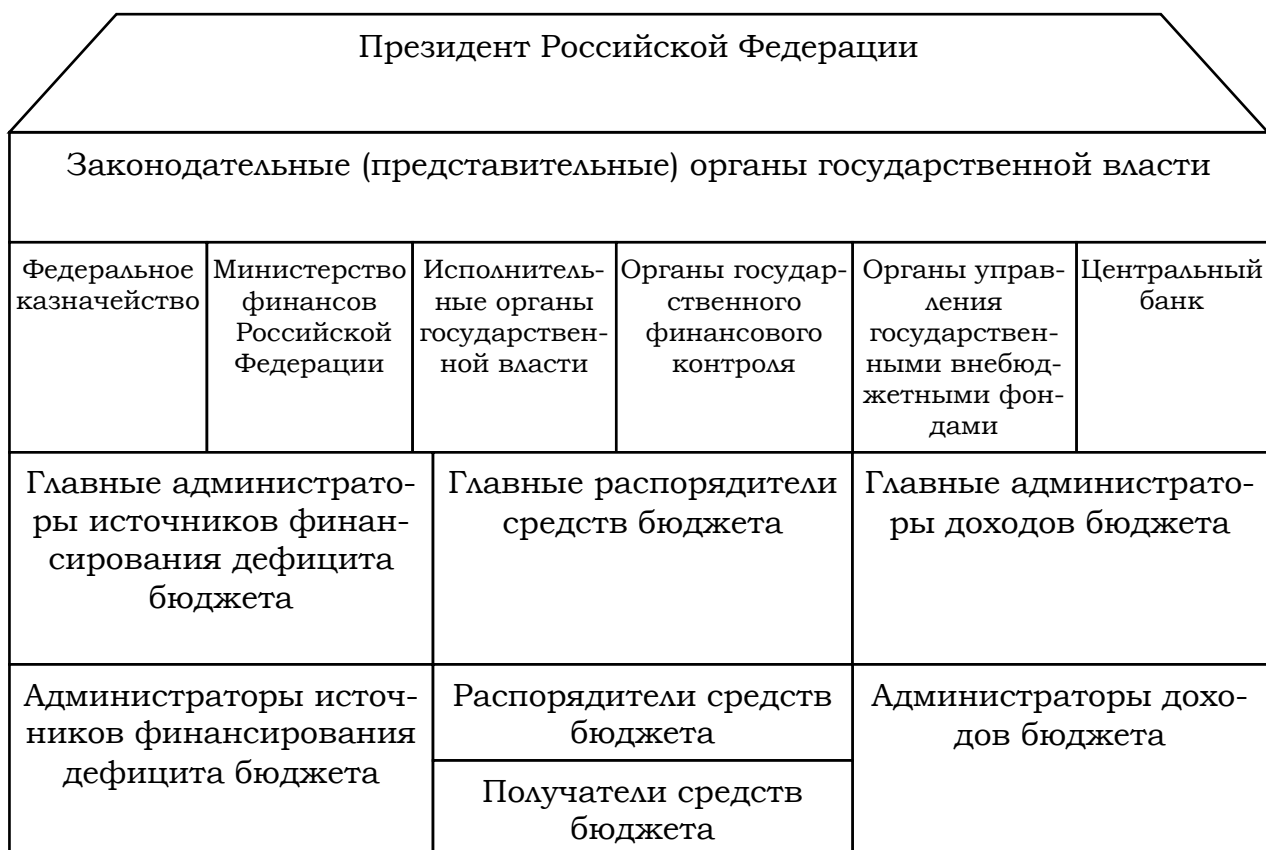 Президент Российской Федерации
Законодательные (представительные) органы государственной власти
Федеральное
казначейство
Министерство
финансов
Российской
Федерации
Исполнитель-
ные органы
государствен-
ной власти
Органы государ-
ственного
финансового
контроля
Органы управ-
ления
государствен-
ными внебюд-
жетными фон-
дами
Центральный
банк
Главные администрато-
ры источников финан-
сирования дефицита
бюджета
Главные распорядители
средств бюджета
Главные администрато-
ры доходов бюджета
Администраторы источ-
ников финансирования
дефицита бюджета
Распорядители средств
бюджета
Получатели средств
бюджета
Администраторы дохо-
дов бюджета